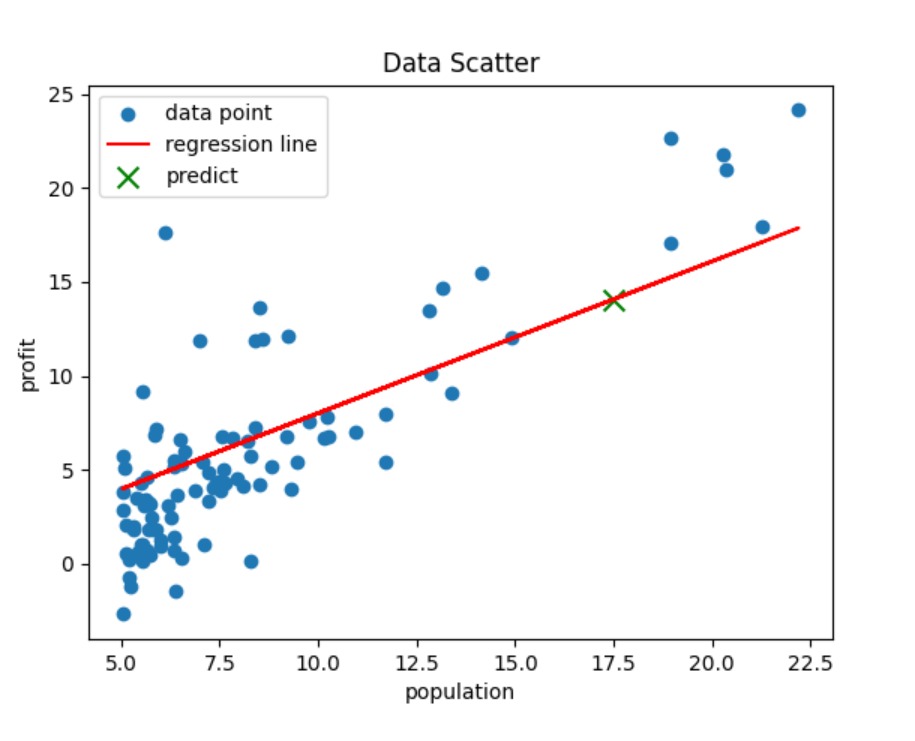 Data Scatter
25
data point
regression line
predict
20
15
10
5
0
profit
5.0 7.5 10.0 12.5 15.0 17.5 20.0 22.5
population